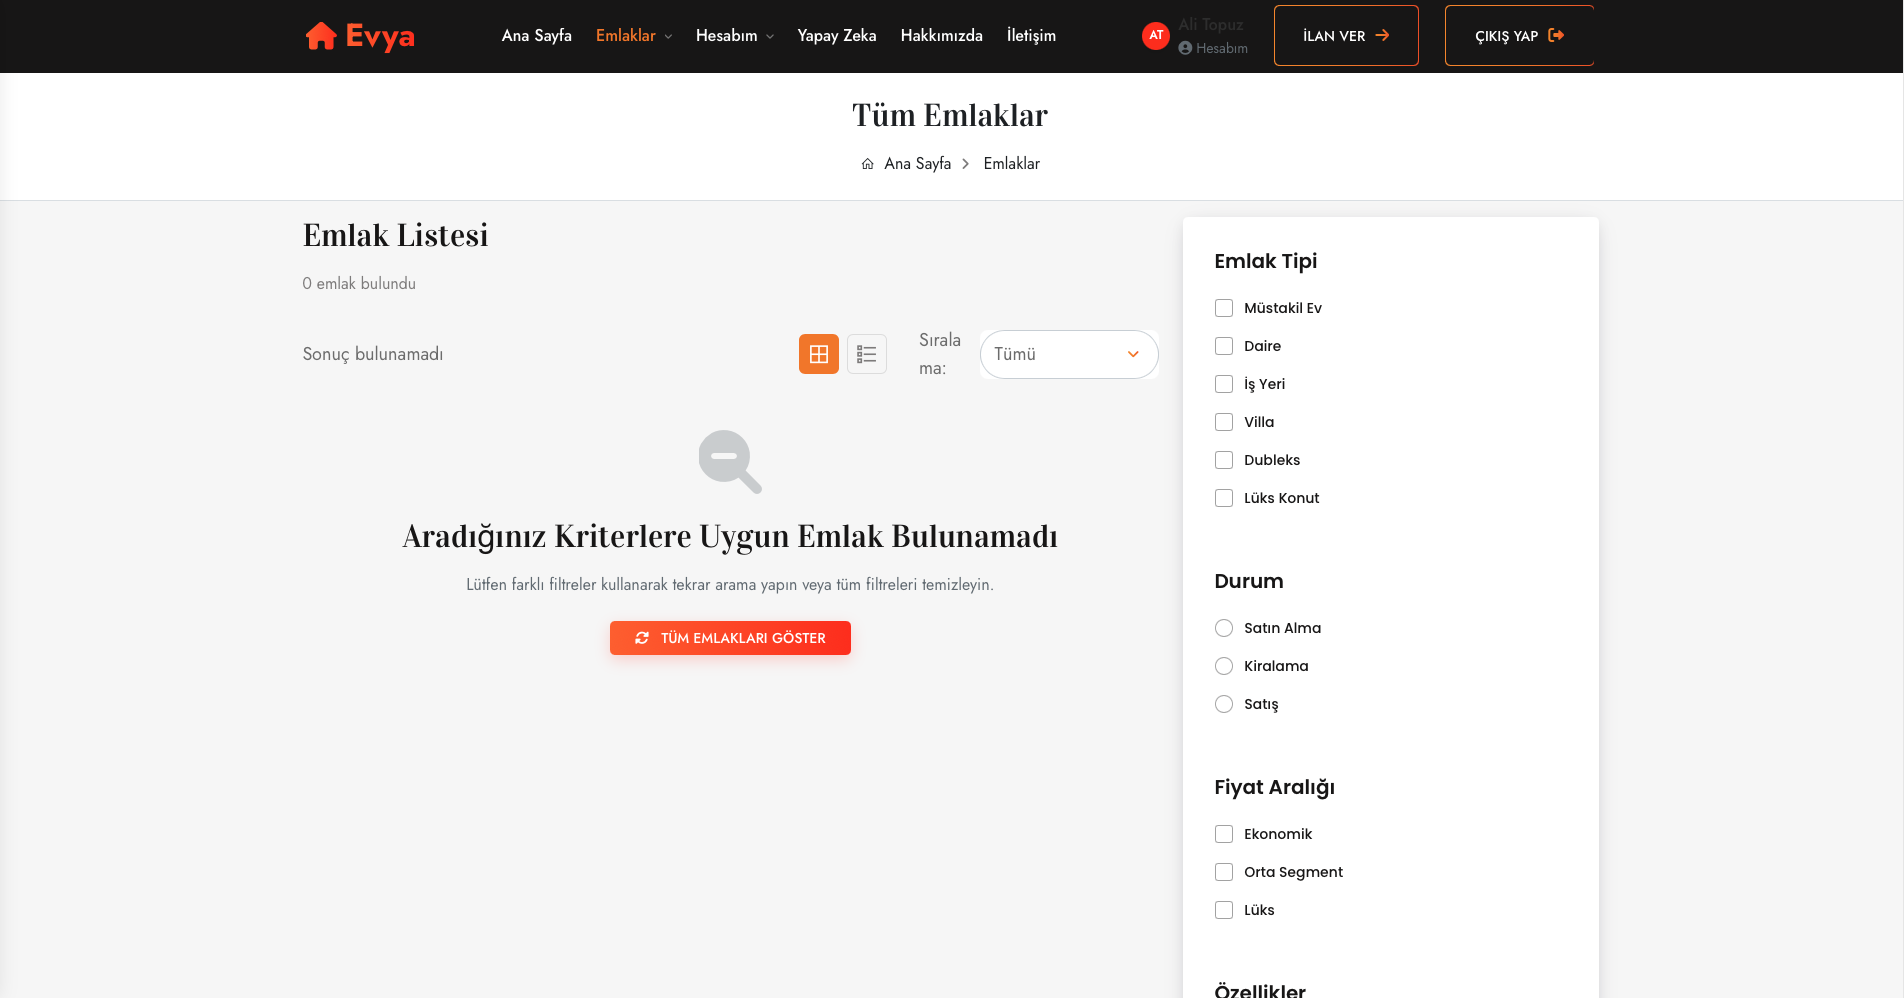 Evya
Ana Sayfa
Emlaklar
Hesabım
Yapay Zeka
Hakkımızda
İletişim
AT
Ali Topuz
Hesabım
İLAN VER
ÇIKIŞ YAP
Tüm Emlaklar
Ana Sayfa
Emlaklar
Emlak Listesi
0 emlak bulundu
Sonuç bulunamadı
Sırala
ma:
Tümü
Aradığınız Kriterlere Uygun Emlak Bulunamadı
Lütfen farklı filtreler kullanarak tekrar arama yapın veya tüm filtreleri temizleyin.
TÜM EMLAKLARI GÖSTER
Emlak Tipi
Müstakil Ev
Daire
İş Yeri
Villa
Dubleks
Lüks Konut
Durum
Satın Alma
Kiralama
Satış
Fiyat Aralığı
Ekonomik
Orta Segment
Lüks
Özellikler